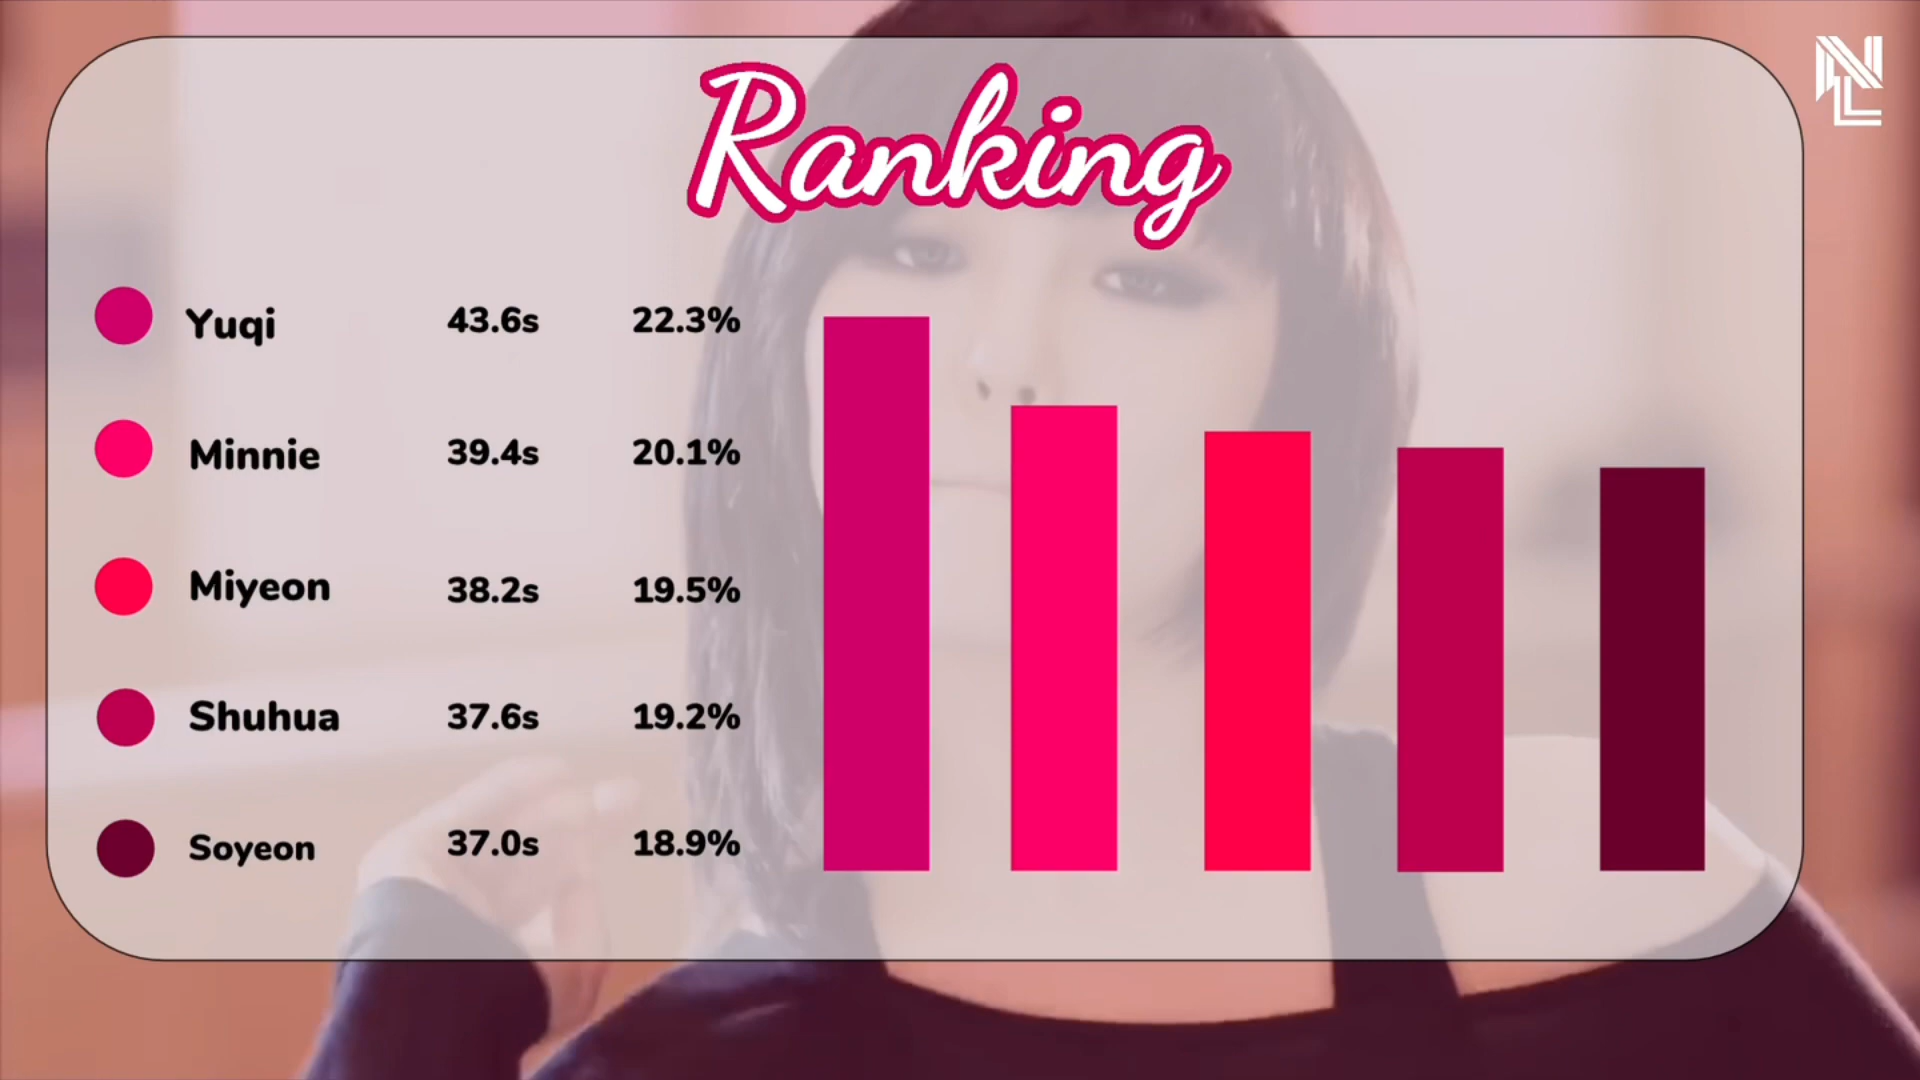 Ranking
NL
Yuqi 43.6s 22.3%
Minnie 39.4s 20.1%
Miyeon 38.2s 19.5%
Shuhua 37.6s 19.2%
Soyeon 37.0s 18.9%